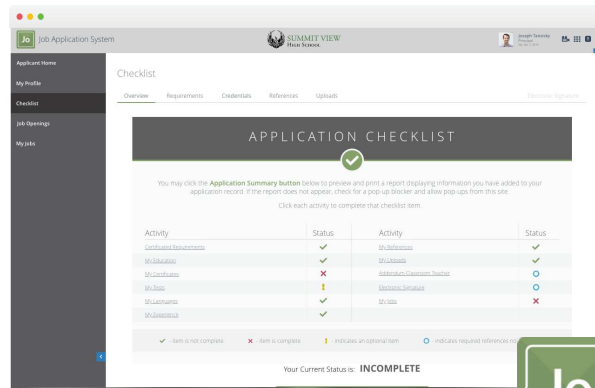 Jo Job Application System
SUMMIT VIEW
HIGH SCHOOL
Joseph Tanovsky
Principal
Applicant Home
My Profile
Checklist
Job Openings
My Jobs
Checklist
Overview Requirements Credentials References Uploads Electronic Signature
APPLICATION CHECKLIST
You may click the Application Summary button below to preview and print a report displaying information you have added to your
application record. If the report does not appear, check for a pop-up blocker and allow pop-ups from this site
Click each activity to complete that checklist item.
Activity Status Activity Status
Certificated Requirements My References
My Education My Uploads
My Certificates Addendum Classroom Teacher
My Tests Electronic Signature
My Languages My Jobs
My Experience
- item is not complete - item is complete - indicates an optional item - indicates required references
Your Current Status is: INCOMPLETE
Jo